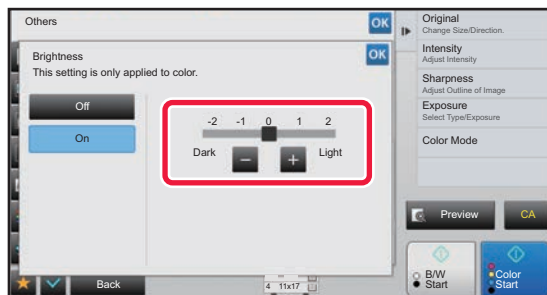 Others
OK
Brightness
OK
This setting is only applied to color.
Off
On
-2 -1 0 1 2
Dark
Light
Back
4 11x17
Original
Change Size/Direction.
Intensity
Adjust Intensity
Sharpness
Adjust Outline of Image
Exposure
Select Type/Exposure
Color Mode
Preview
CA
B/W
Start
Color
Start